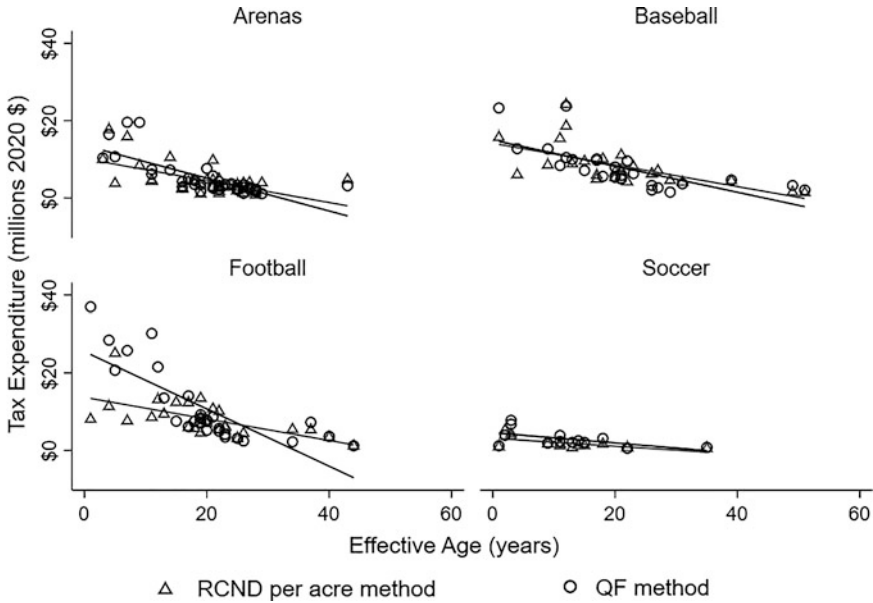 Arenas
Baseball
Tax Expenditure (millions 2020 $)
$40
$20
$0
Football
Soccer
$40
$20
$0
0 20 40 60 0 20 40 60
Effective Age (years)
RCND per acre method QF method